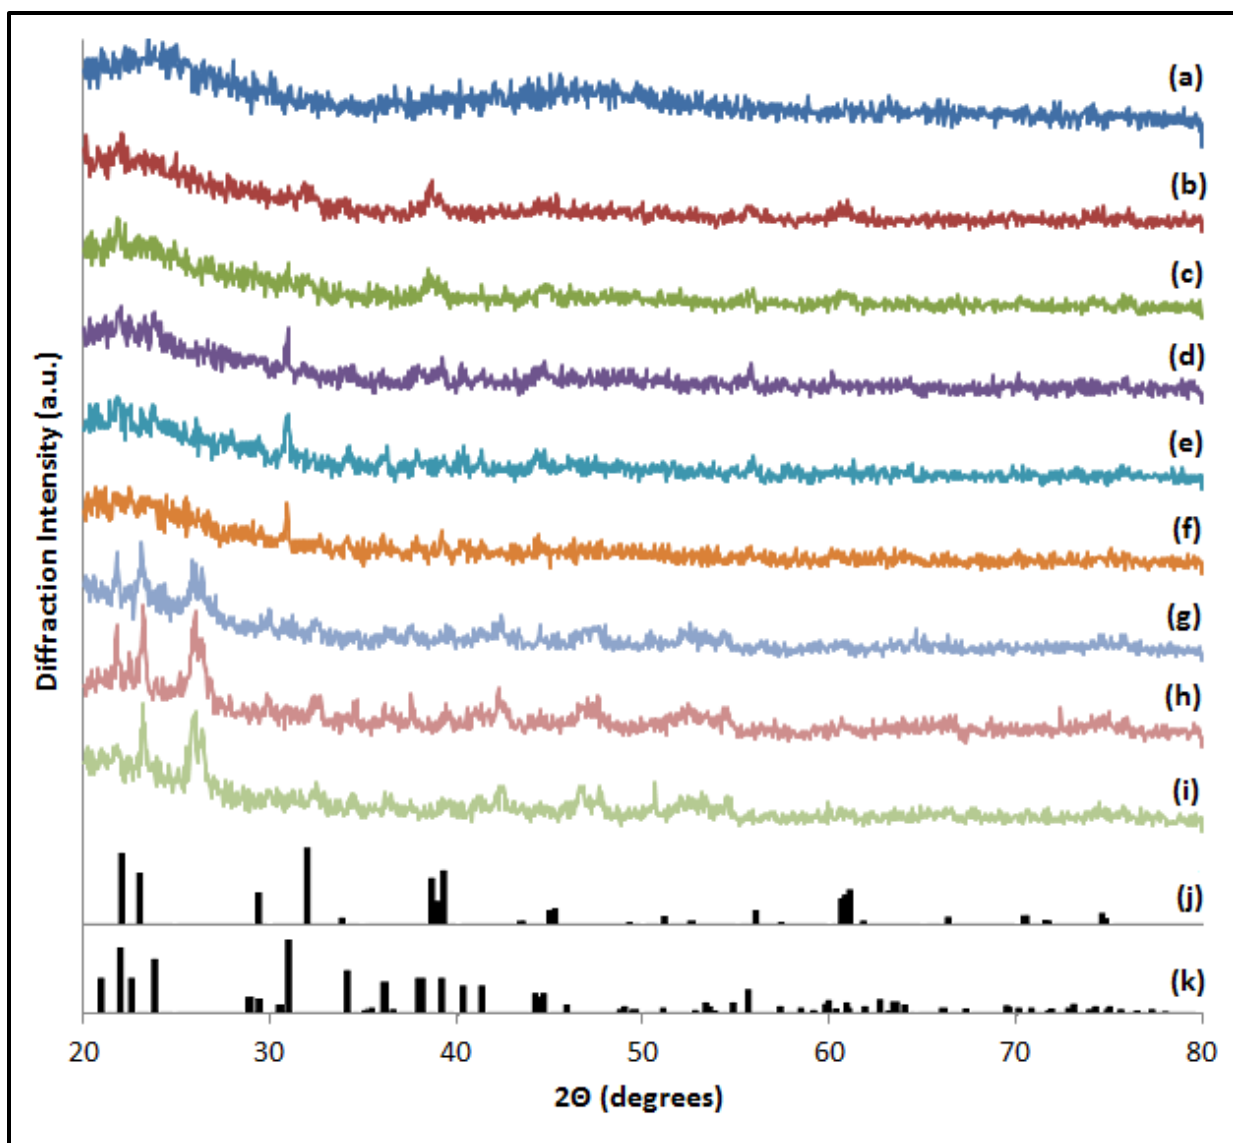 (a)
(b)
(c)
(d)
(e)
(f)
(g)
(h)
(i)
(j)
(k)
Diffraction Intensity (a.u.)
20 30 40 50 60 70 80
2Θ (degrees)